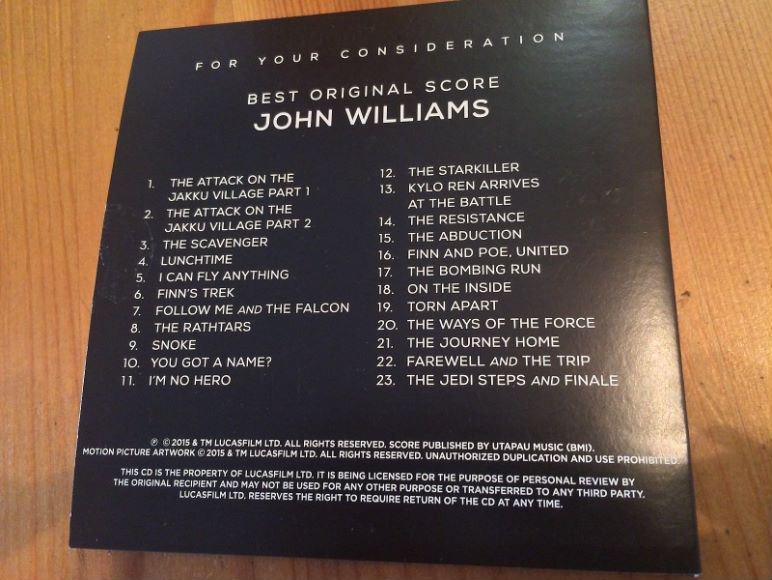 FOR YOUR CONSIDERATION
BEST ORIGINAL SCORE
JOHN WILLIAMS
1. THE ATTACK ON THE
JAKKU VILLAGE PART 1
2. THE ATTACK ON THE
JAKKU VILLAGE PART 2
3. THE SCAVENGER
4. LUNCHTIME
5. I CAN FLY ANYTHING
6. FINN'S TREK
7. FOLLOW ME AND THE FALCON
8. THE RATHTARS
9. SNOKE
10. YOU GOT A NAME?
11. I'M NO HERO
12. THE STARKILLER
13. KYLO REN ARRIVES
AT THE BATTLE
14. THE RESISTANCE
15. THE ABDUCTION
16. FINN AND POE, UNITED
17. THE BOMBING RUN
18. ON THE INSIDE
19. TORN APART
20. THE WAYS OF THE FORCE
21. THE JOURNEY HOME
22. FAREWELL AND THE TRIP
23. THE JEDI STEPS AND FINALE
℗ © 2015 & TM LUCASFILM LTD. ALL RIGHTS RESERVED. SCORE PUBLISHED BY UTAPAU MUSIC (BMI).
MOTION PICTURE ARTWORK © 2015 & TM LUCASFILM LTD. ALL RIGHTS RESERVED. UNAUTHORIZED DUPLICATION AND USE PROHIBITED.
THIS CD IS THE PROPERTY OF LUCASFILM LTD. IT IS BEING LICENSED FOR THE PURPOSE OF PERSONAL REVIEW BY
THE ORIGINAL RECIPIENT AND MAY NOT BE USED FOR ANY OTHER PURPOSE OR TRANSFERRED TO ANY THIRD PARTY.
LUCASFILM LTD. RESERVES THE RIGHT TO REQUIRE RETURN OF THE CD AT ANY TIME.